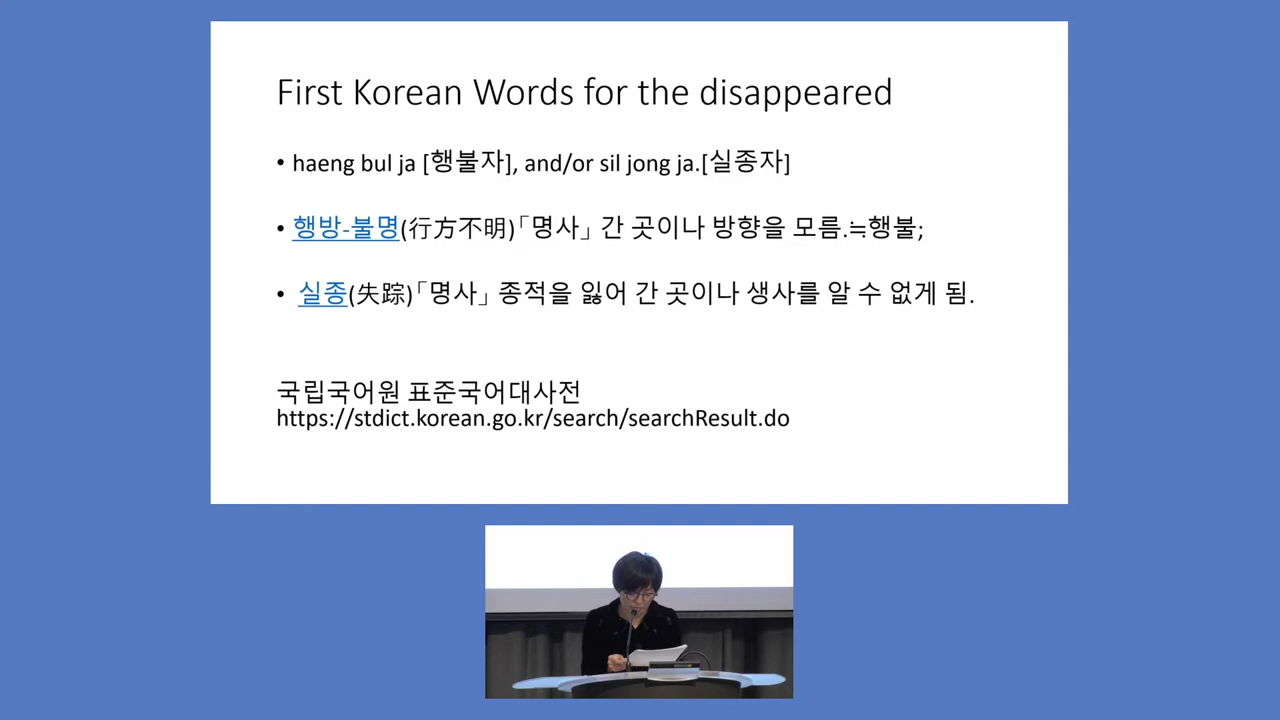 First Korean Words for the disappeared
• haeng bul ja [행불자], and/or sil jong ja.[실종자]
• 행방-불명(行方不明)「명사」 간 곳이나 방향을 모름.≒행불;
• 실종(失踪)「명사」 종적을 잃어 간 곳이나 생사를 알 수 없게 됨.
국립국어원 표준국어대사전
https://stdict.korean.go.kr/search/searchResult.do